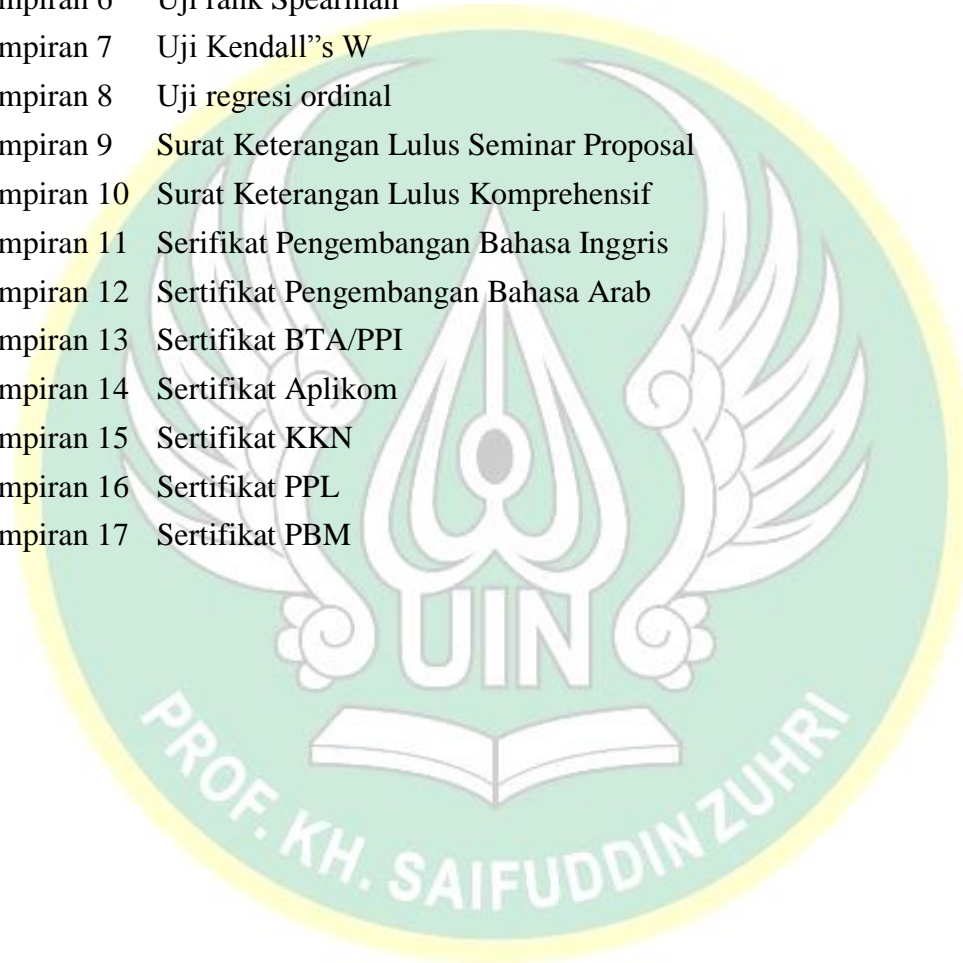 mpiran 6 Uji rank Spearman
mpiran 7 Uji Kendall”s W
mpiran 8 Uji regresi ordinal
mpiran 9 Surat Keterangan Lulus Seminar Proposal
mpiran 10 Surat Keterangan Lulus Komprehensif
mpiran 11 Serifikat Pengembangan Bahasa Inggris
mpiran 12 Sertifikat Pengembangan Bahasa Arab
mpiran 13 Sertifikat BTA/PPI
mpiran 14 Sertifikat Aplikom
mpiran 15 Sertifikat KKN
mpiran 16 Sertifikat PPL
mpiran 17 Sertifikat PBM
UIN
PROF. KH. SAIFUDDIN ZUHRI